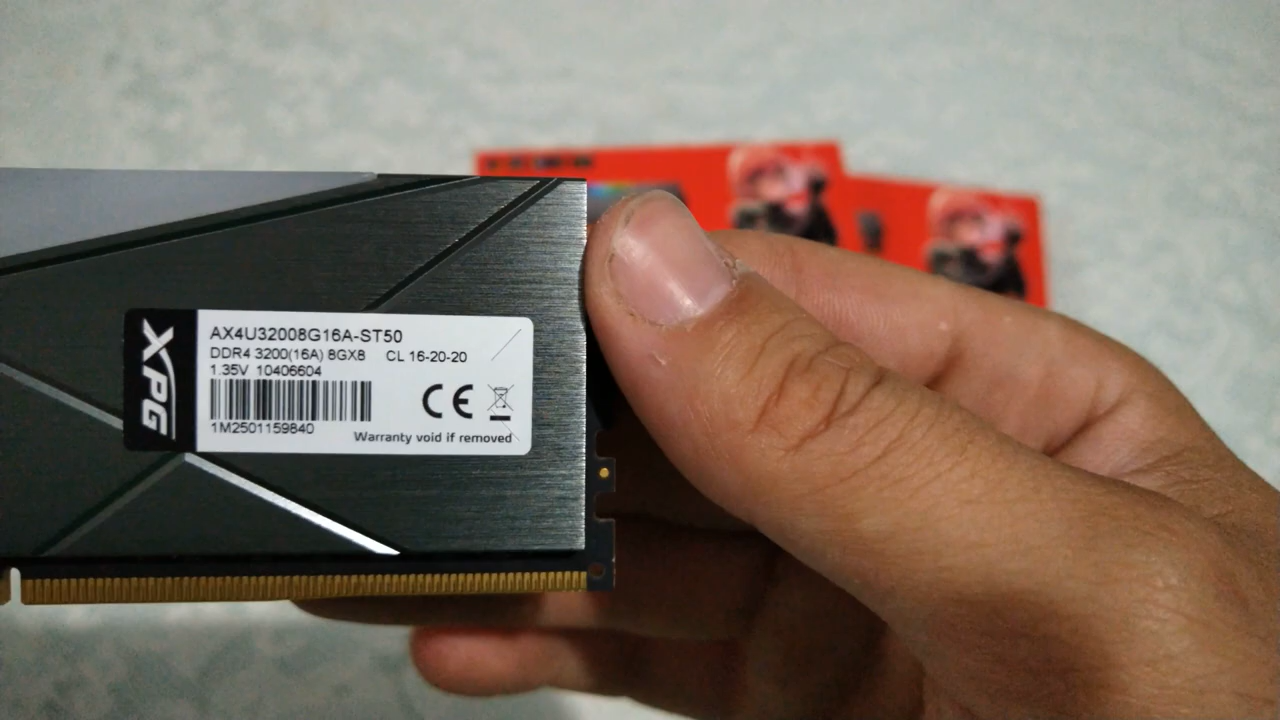 XPG
AX4U32008G16A-ST50
DDR4 3200(16A) 8GX8 CL 16-20-20
1.35V 10406604
1M2501159840
CE
Warranty void if removed